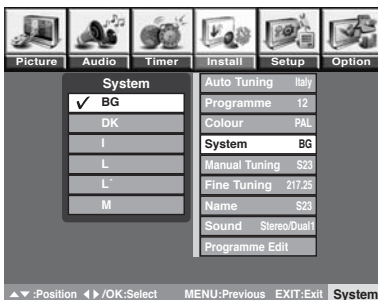 Picture Audio Timer Install Setup Option
System
✓ BG
DK
I
L
L´
M
Auto Tuning Italy
Programme 12
Colour PAL
System BG
Manual Tuning S23
Fine Tuning 217.25
Name S23
Sound Stereo/Dual1
Programme Edit
▲▼ :Position ◀▶/OK:Select MENU:Previous EXIT:Exit System